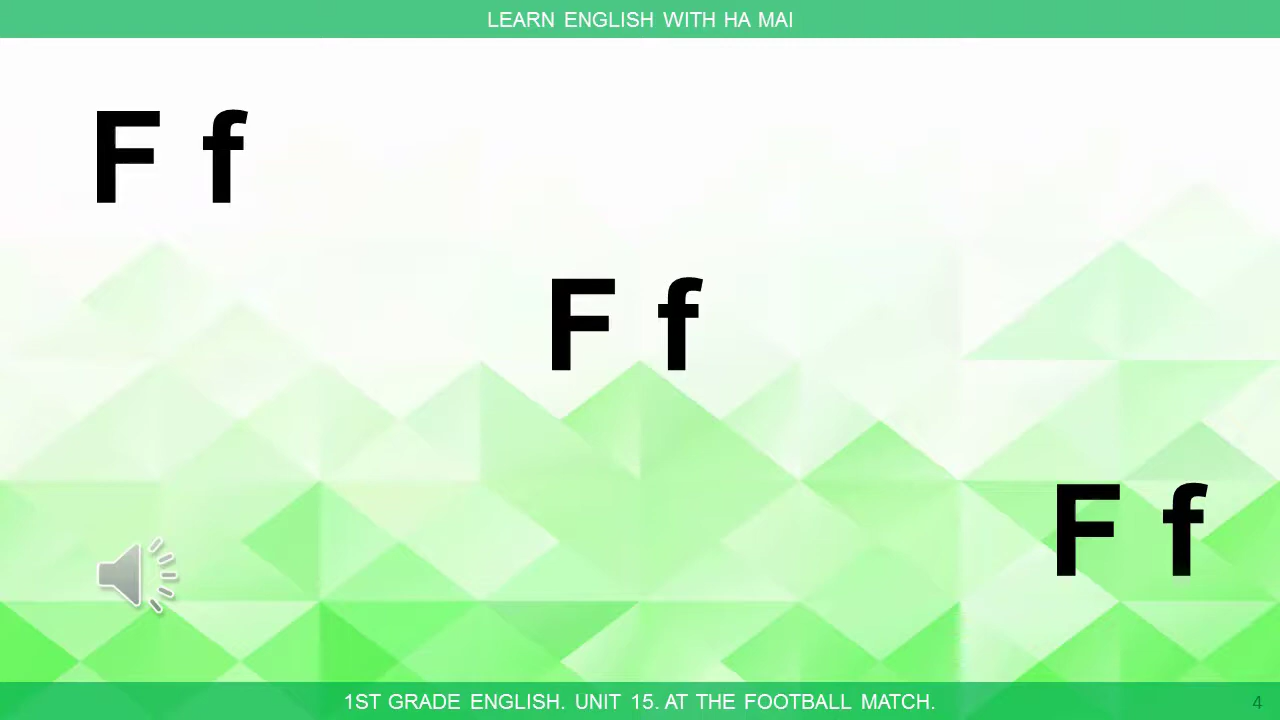 LEARN ENGLISH WITH HA MAI
F f
F f
F f
1ST GRADE ENGLISH. UNIT 15. AT THE FOOTBALL MATCH.
4